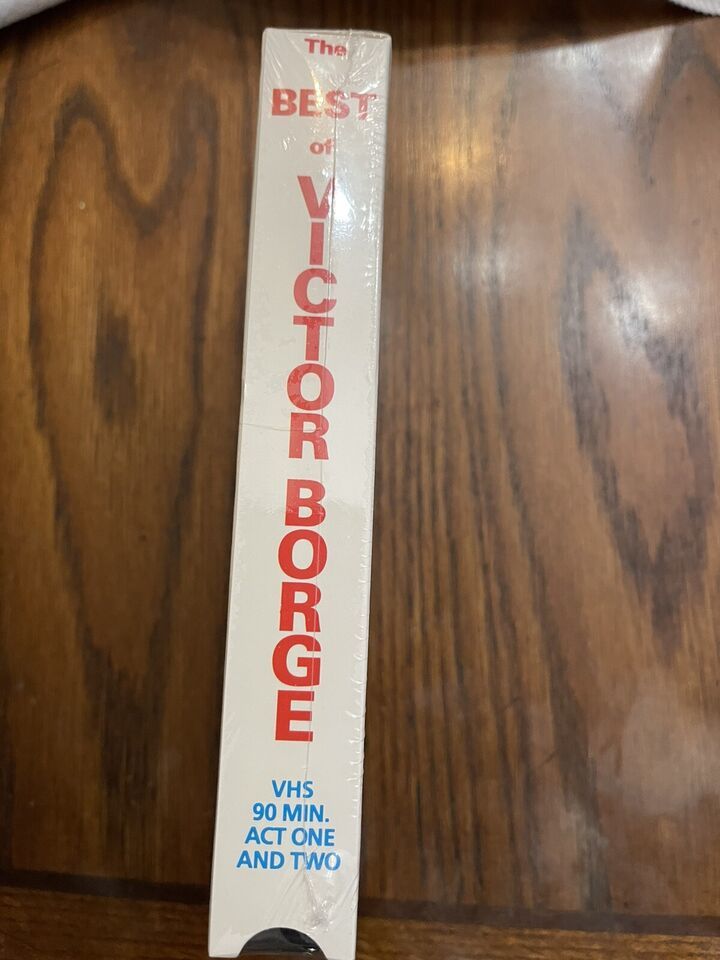 The
BEST
of
VICTOR BORGE
VHS
90 MIN.
ACT ONE
AND TWO